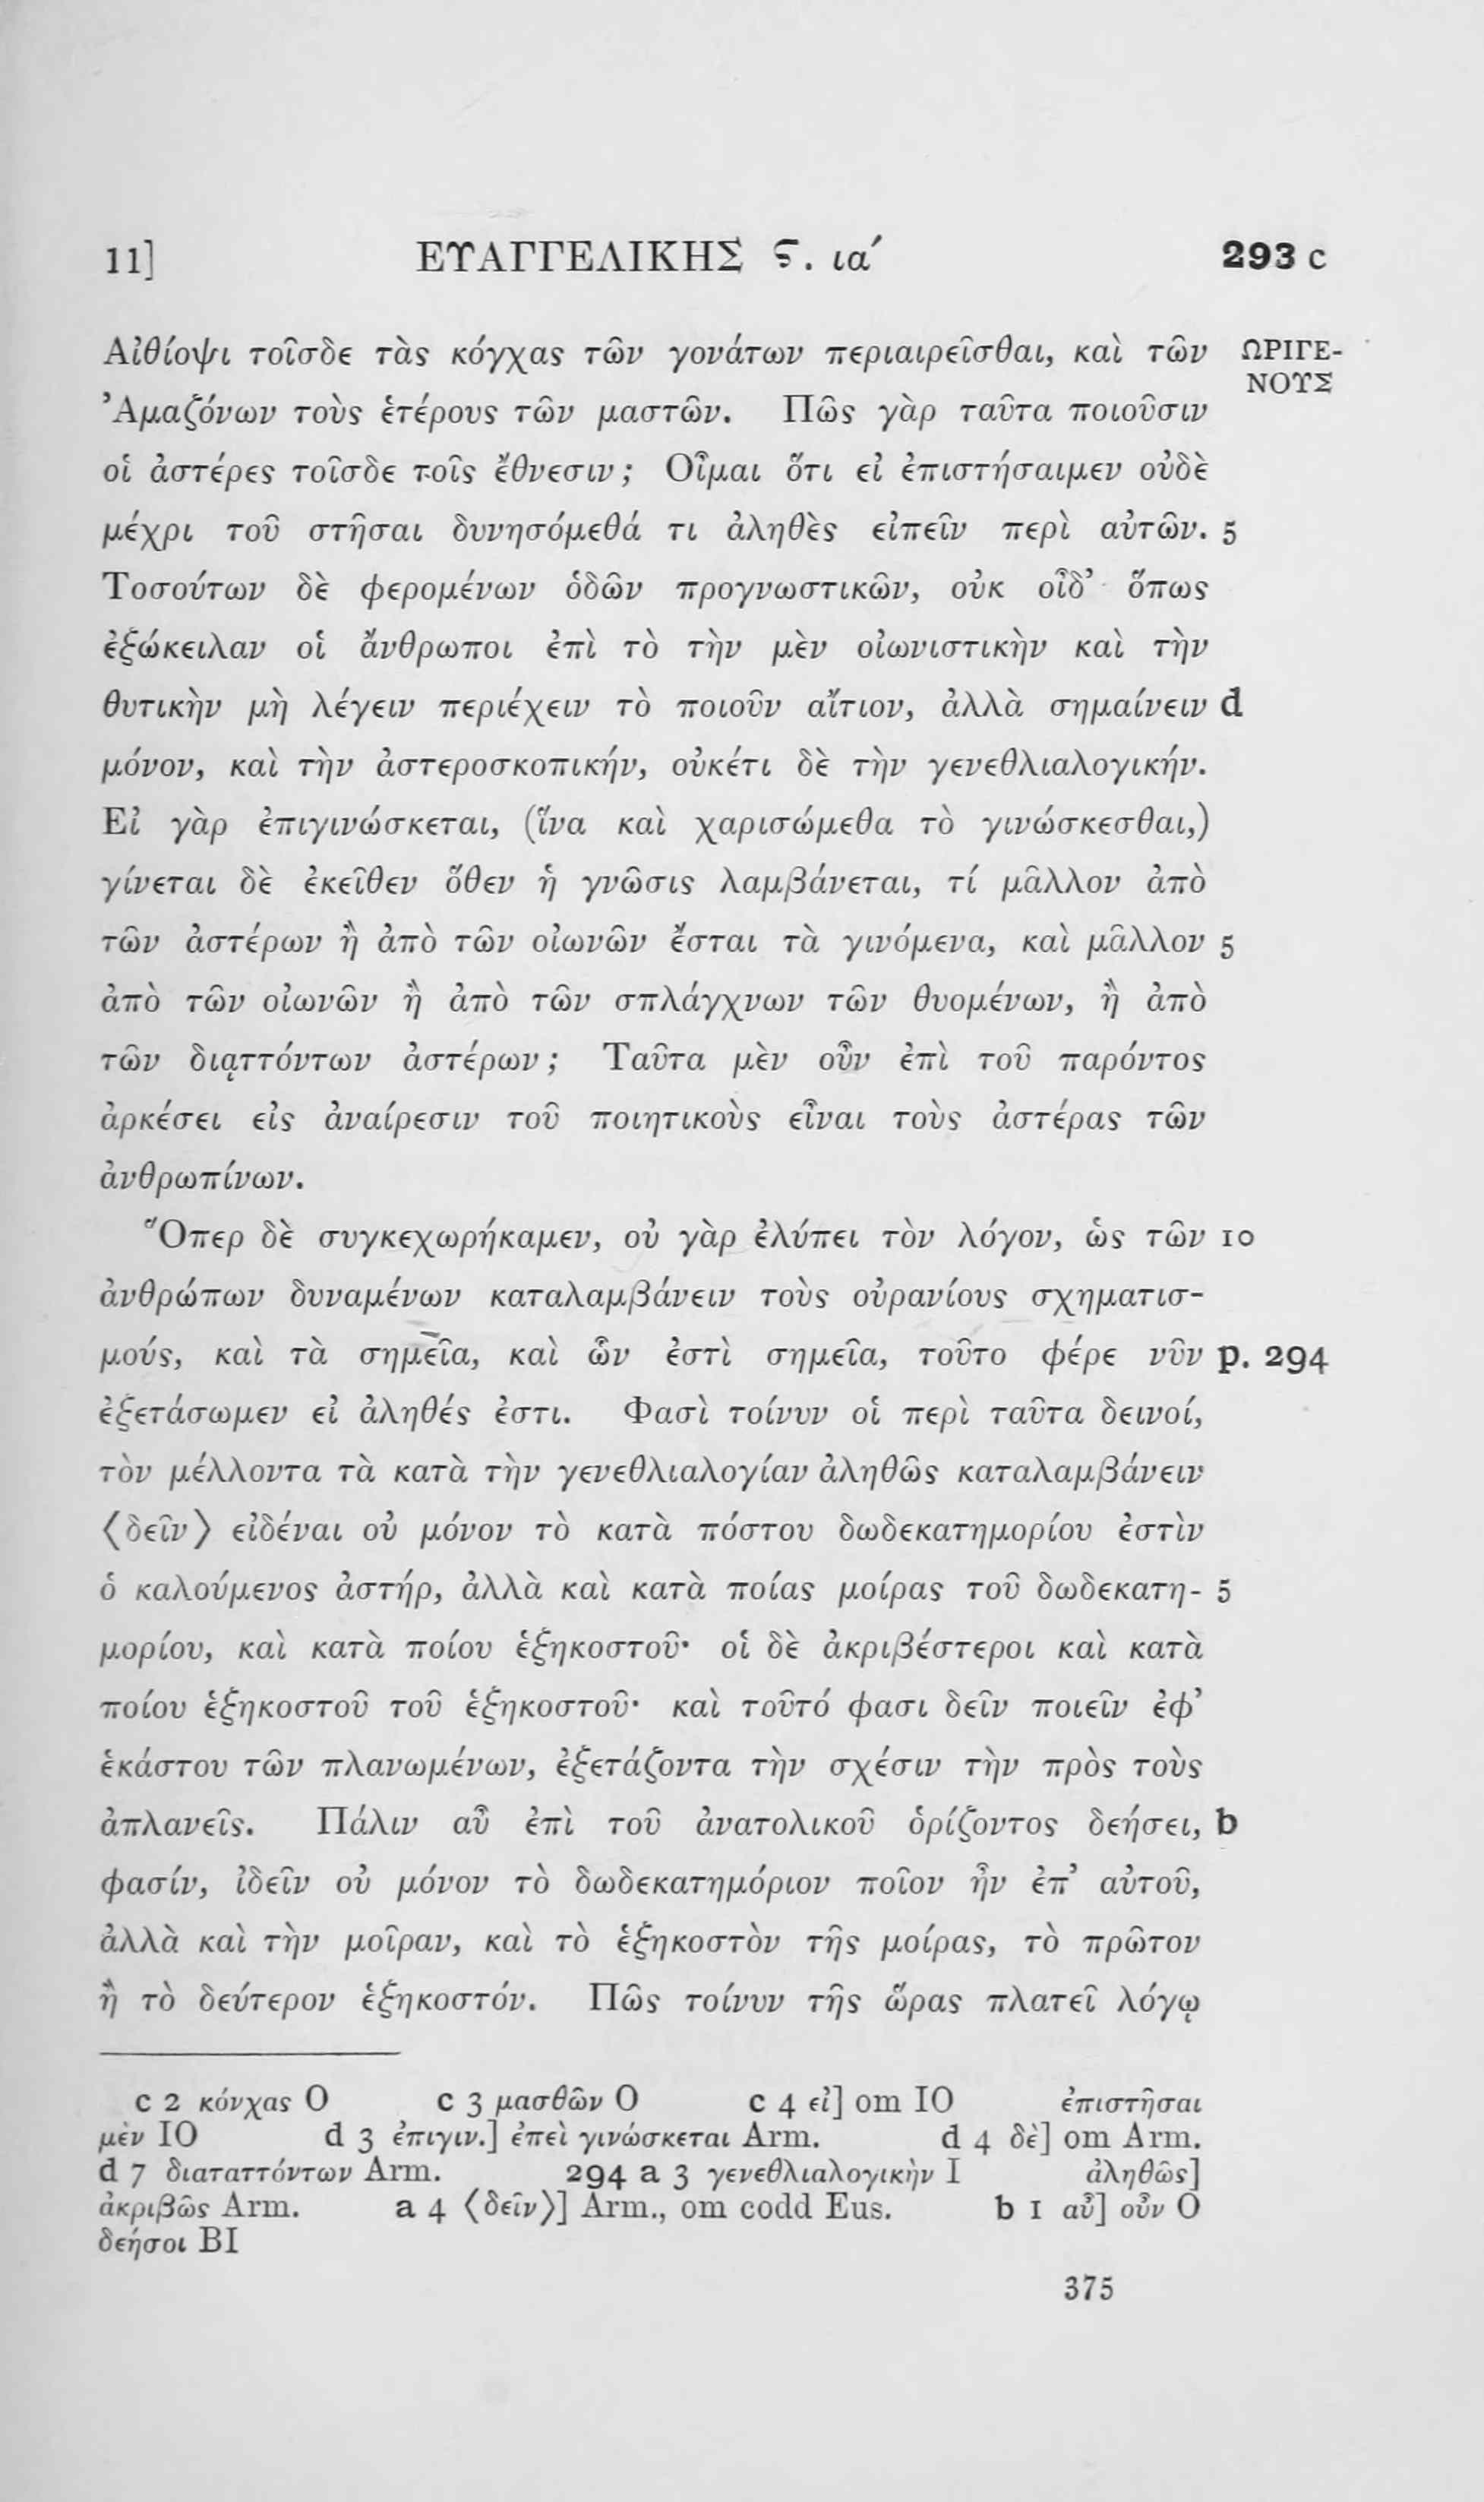 11] ΕΥΑΓΓΕΛΙΚΗΣ ϛ. ια´ 293 c
Αἰθίοψι τοῖσδε τὰς κόγχας τῶν γονάτων περιαιρεῖσθαι, καὶ τῶν ΩΡΙΓΕ-
ΝΟΥΣ
Ἀμαζόνων τοὺς ἑτέρους τῶν μαστῶν. Πῶς γὰρ ταῦτα ποιοῦσιν
οἱ ἀστέρες τοῖσδε τοῖς ἔθνεσιν; Οἶμαι ὅτι εἰ ἐπιστήσαιμεν οὐδὲ
μέχρι τοῦ στῆσαι δυνησόμεθά τι ἀληθὲς εἰπεῖν περὶ αὐτῶν. 5
Τοσούτων δὲ φερομένων ὁδῶν προγνωστικῶν, οὐκ οἶδ’ ὅπως
ἐξώκειλαν οἱ ἄνθρωποι ἐπὶ τὸ τὴν μὲν οἰωνιστικὴν καὶ τὴν
θυτικὴν μὴ λέγειν περιέχειν τὸ ποιοῦν αἴτιον, ἀλλὰ σημαίνειν d
μόνον, καὶ τὴν ἀστεροσκοπικήν, οὐκέτι δὲ τὴν γενεθλιαλογικήν.
Εἰ γὰρ ἐπιγινώσκεται, (ἵνα καὶ χαρισώμεθα τὸ γινώσκεσθαι,)
γίνεται δὲ ἐκεῖθεν ὅθεν ἡ γνῶσις λαμβάνεται, τί μᾶλλον ἀπὸ
τῶν ἀστέρων ἢ ἀπὸ τῶν οἰωνῶν ἔσται τὰ γινόμενα, καὶ μᾶλλον 5
ἀπὸ τῶν οἰωνῶν ἢ ἀπὸ τῶν σπλάγχνων τῶν θυομένων, ἢ ἀπὸ
τῶν διᾳττόντων ἀστέρων; Ταῦτα μὲν οὖν ἐπὶ τοῦ παρόντος
ἀρκέσει εἰς ἀναίρεσιν τοῦ ποιητικοὺς εἶναι τοὺς ἀστέρας τῶν
ἀνθρωπίνων.
Ὅπερ δὲ συγκεχωρήκαμεν, οὐ γὰρ ἐλύπει τὸν λόγον, ὡς τῶν 10
ἀνθρώπων δυναμένων καταλαμβάνειν τοὺς οὐρανίους σχηματισ-
μούς, καὶ τὰ σημεῖα, καὶ ὧν ἐστὶ σημεῖα, τοῦτο φέρε νῦν p. 294
ἐξετάσωμεν εἰ ἀληθές ἐστι. Φασὶ τοίνυν οἱ περὶ ταῦτα δεινοί,
τὸν μέλλοντα τὰ κατὰ τὴν γενεθλιαλογίαν ἀληθῶς καταλαμβάνειν
⟨δεῖν⟩ εἰδέναι οὐ μόνον τὸ κατὰ πόστου δωδεκατημορίου ἐστὶν
ὁ καλούμενος ἀστήρ, ἀλλὰ καὶ κατὰ ποίας μοίρας τοῦ δωδεκατη- 5
μορίου, καὶ κατὰ ποίου ἑξηκοστοῦ· οἱ δὲ ἀκριβέστεροι καὶ κατὰ
ποίου ἑξηκοστοῦ τοῦ ἑξηκοστοῦ· καὶ τοῦτό φασι δεῖν ποιεῖν ἐφ’
ἑκάστου τῶν πλανωμένων, ἐξετάζοντα τὴν σχέσιν τὴν πρὸς τοὺς
ἀπλανεῖς. Πάλιν αὖ ἐπὶ τοῦ ἀνατολικοῦ ὁρίζοντος δεήσει, b
φασίν, ἰδεῖν οὐ μόνον τὸ δωδεκατημόριον ποῖον ἦν ἐπ’ αὐτοῦ,
ἀλλὰ καὶ τὴν μοῖραν, καὶ τὸ ἑξηκοστὸν τῆς μοίρας, τὸ πρῶτον
ἢ τὸ δεύτερον ἑξηκοστόν. Πῶς τοίνυν τῆς ὥρας πλατεῖ λόγῳ
c 2 κόνχας O c 3 μασθῶν O c 4 εἰ] om IO ἐπιστῆσαι
μὲν IO d 3 ἐπιγιν.] ἐπεὶ γινώσκεται Arm. d 4 δὲ] om Arm.
d 7 διαταττόντων Arm. 294 a 3 γενεθλιαλογικὴν I ἀληθῶς]
ἀκριβῶς Arm. a 4 ⟨δεῖν⟩] Arm., om codd Eus. b 1 αὖ] οὖν O
δεήσοι BI
375